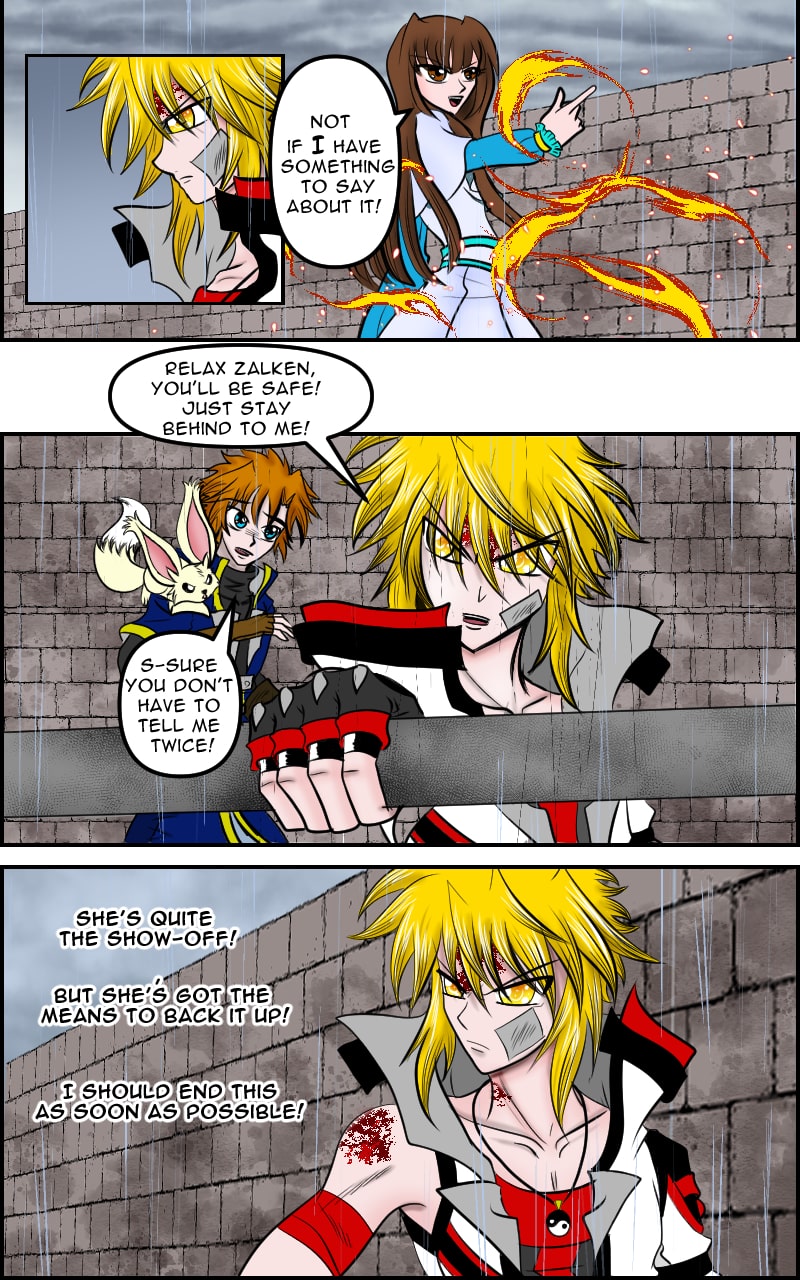 NOT
IF I HAVE
SOMETHING
TO SAY
ABOUT IT!
RELAX ZALKEN,
YOU'LL BE SAFE!
JUST STAY
BEHIND TO ME!
S-SURE
YOU DON'T
HAVE TO
TELL ME
TWICE!
SHE'S QUITE
THE SHOW-OFF!
BUT SHE'S GOT THE
MEANS TO BACK IT UP!
I SHOULD END THIS
AS SOON AS POSSIBLE!